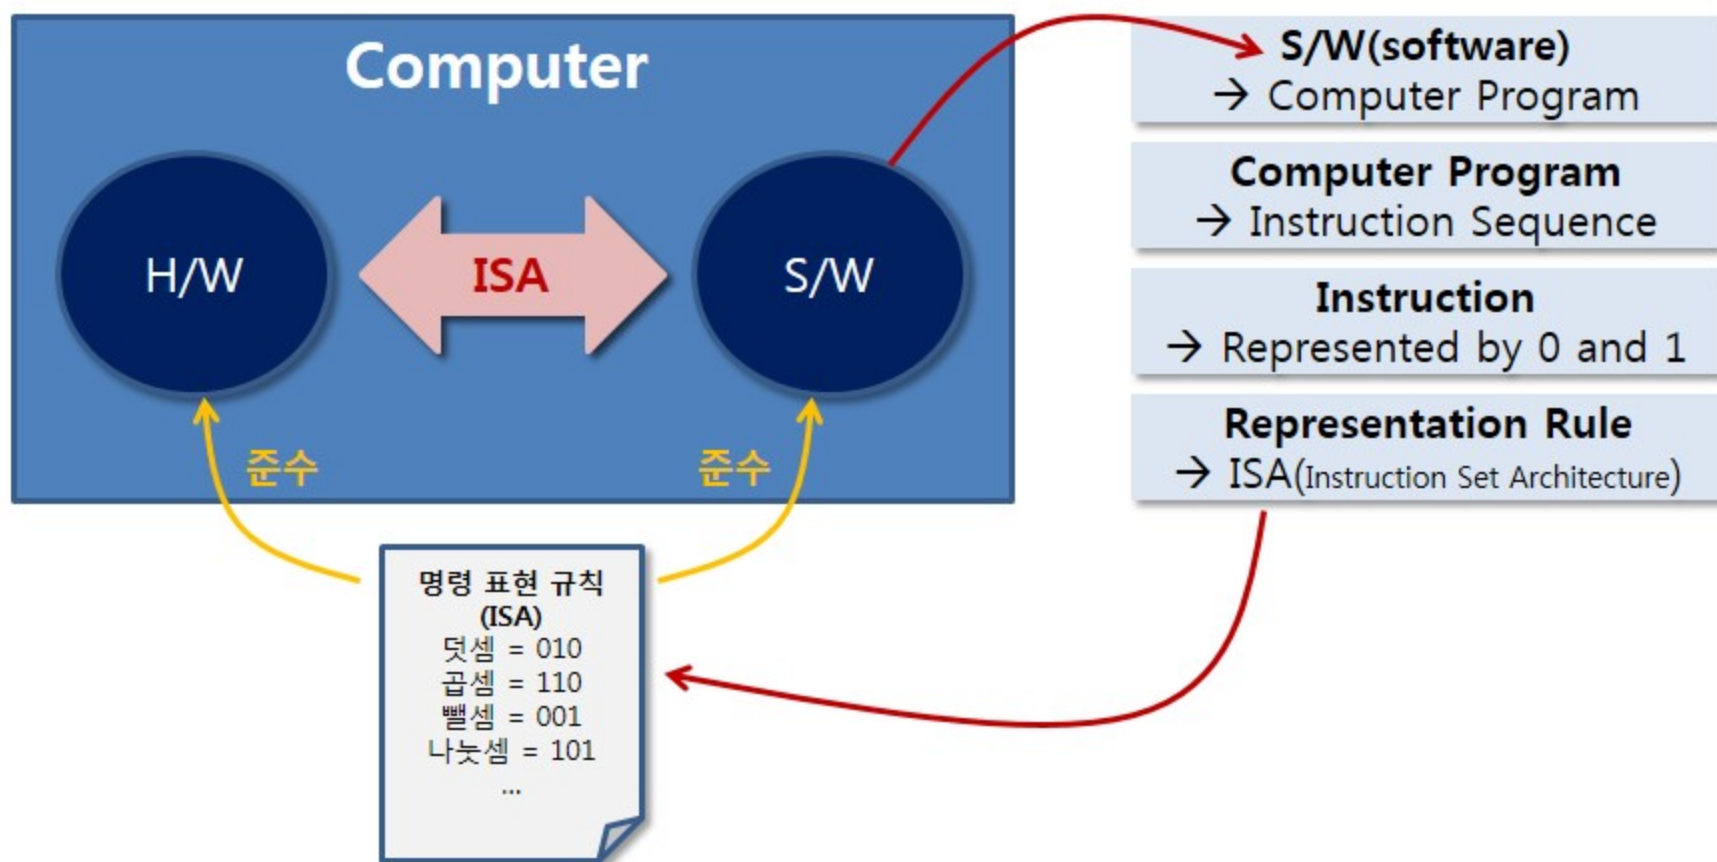 Computer
H/W
ISA
S/W
준수
준수
명령 표현 규칙
(ISA)
덧셈 = 010
곱셈 = 110
뺄셈 = 001
나눗셈 = 101
...
S/W(software)
→ Computer Program
Computer Program
→ Instruction Sequence
Instruction
→ Represented by 0 and 1
Representation Rule
→ ISA(Instruction Set Architecture)